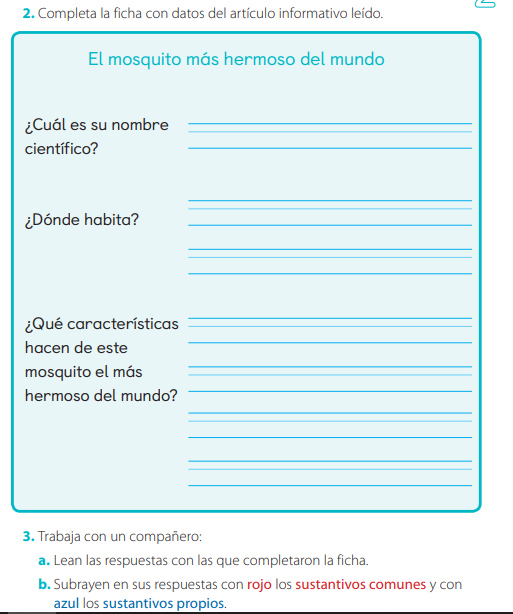 2. Completa la ficha con datos del artículo informativo leído.
El mosquito más hermoso del mundo
¿Cuál es su nombre
científico?
¿Dónde habita?
¿Qué características
hacen de este
mosquito el más
hermoso del mundo?
3. Trabaja con un compañero:
a. Lean las respuestas con las que completaron la ficha.
b. Subrayen en sus respuestas con rojo los sustantivos comunes y con
azul los sustantivos propios.